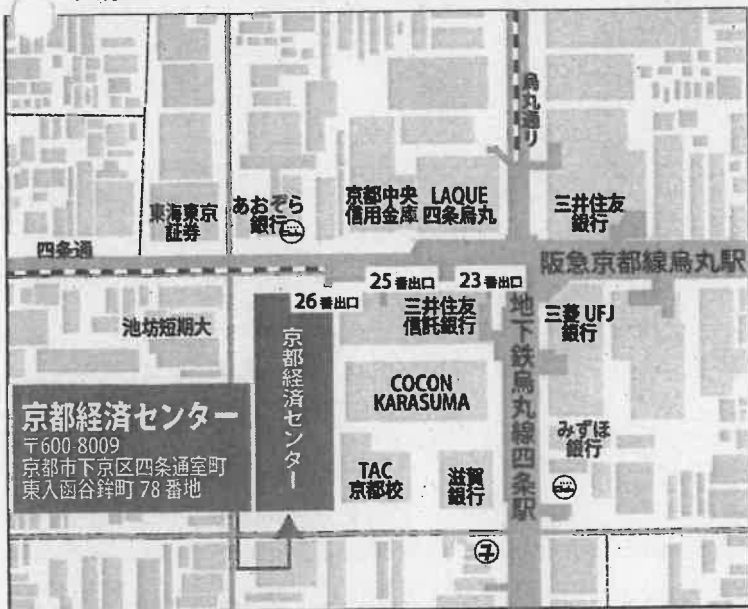 烏丸通り
東海東京
証券
あおぞら
銀行
京都中央
信用金庫
LAQUE
四条烏丸
三井住友
銀行
四条通
阪急京都線烏丸駅
26番出口
25番出口
23番出口
池坊短期大
京都経済センター
三井住友
信託銀行
地下鉄烏丸線四条駅
三菱UFJ
銀行
COCON
KARASUMA
京都経済センター
〒600-8009
京都市下京区四条通室町
東入函谷鉾町78番地
TAC
京都校
滋賀
銀行
みずほ
銀行